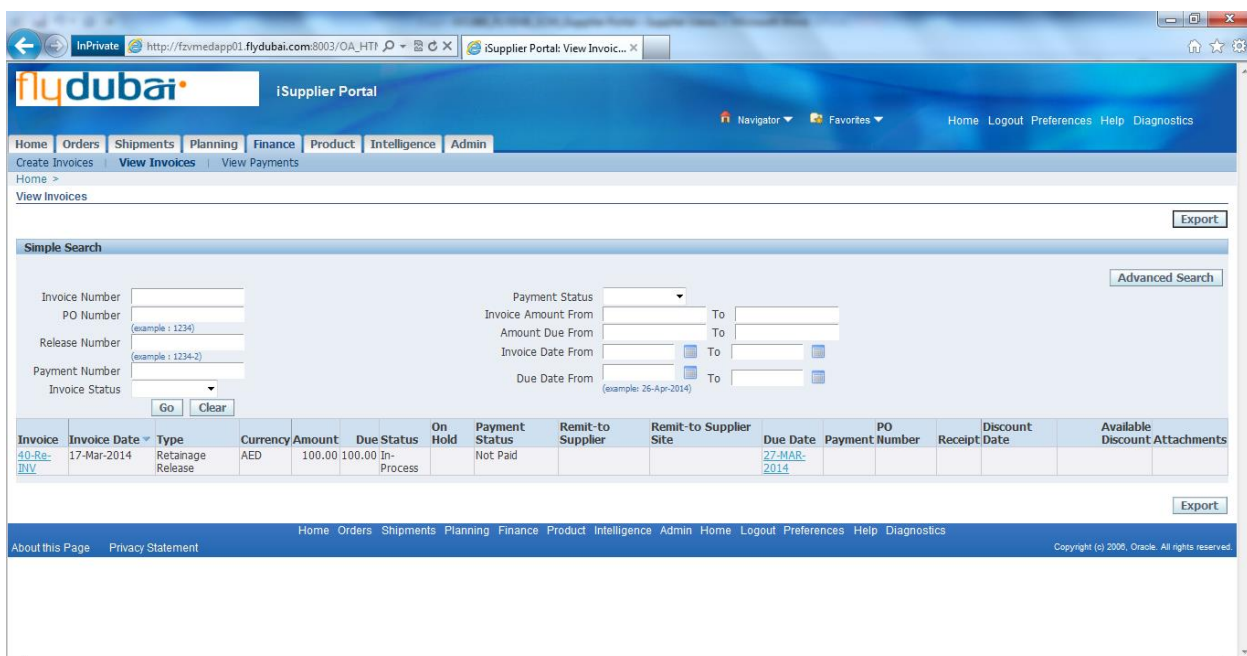 InPrivate http://fzvmedapp01.flydubai.com:8003/OA_HTM iSupplier Portal: View Invoic... ×
flydubai iSupplier Portal
Navigator Favorites Home Logout Preferences Help Diagnostics
Home Orders Shipments Planning Finance Product Intelligence Admin
Create Invoices | View Invoices | View Payments
Home >
View Invoices
Export
Simple Search
Advanced Search
Invoice Number Payment Status
PO Number Invoice Amount From To
(example : 1234) Amount Due From To
Release Number Invoice Date From To
(example : 1234-2)
Payment Number Due Date From To
Invoice Status (example: 26-Apr-2014)
Go Clear
Invoice Invoice Date Type Currency Amount Due Status On Hold Payment Status Remit-to Supplier Remit-to Supplier Site Due Date Payment PO Number Receipt Discount Date Available Discount Attachments
40-Re-INV 17-Mar-2014 Retainage Release AED 100.00 100.00 In-Process Not Paid 27-MAR-2014
Export
Home Orders Shipments Planning Finance Product Intelligence Admin Home Logout Preferences Help Diagnostics
About this Page Privacy Statement Copyright (c) 2006, Oracle. All rights reserved.